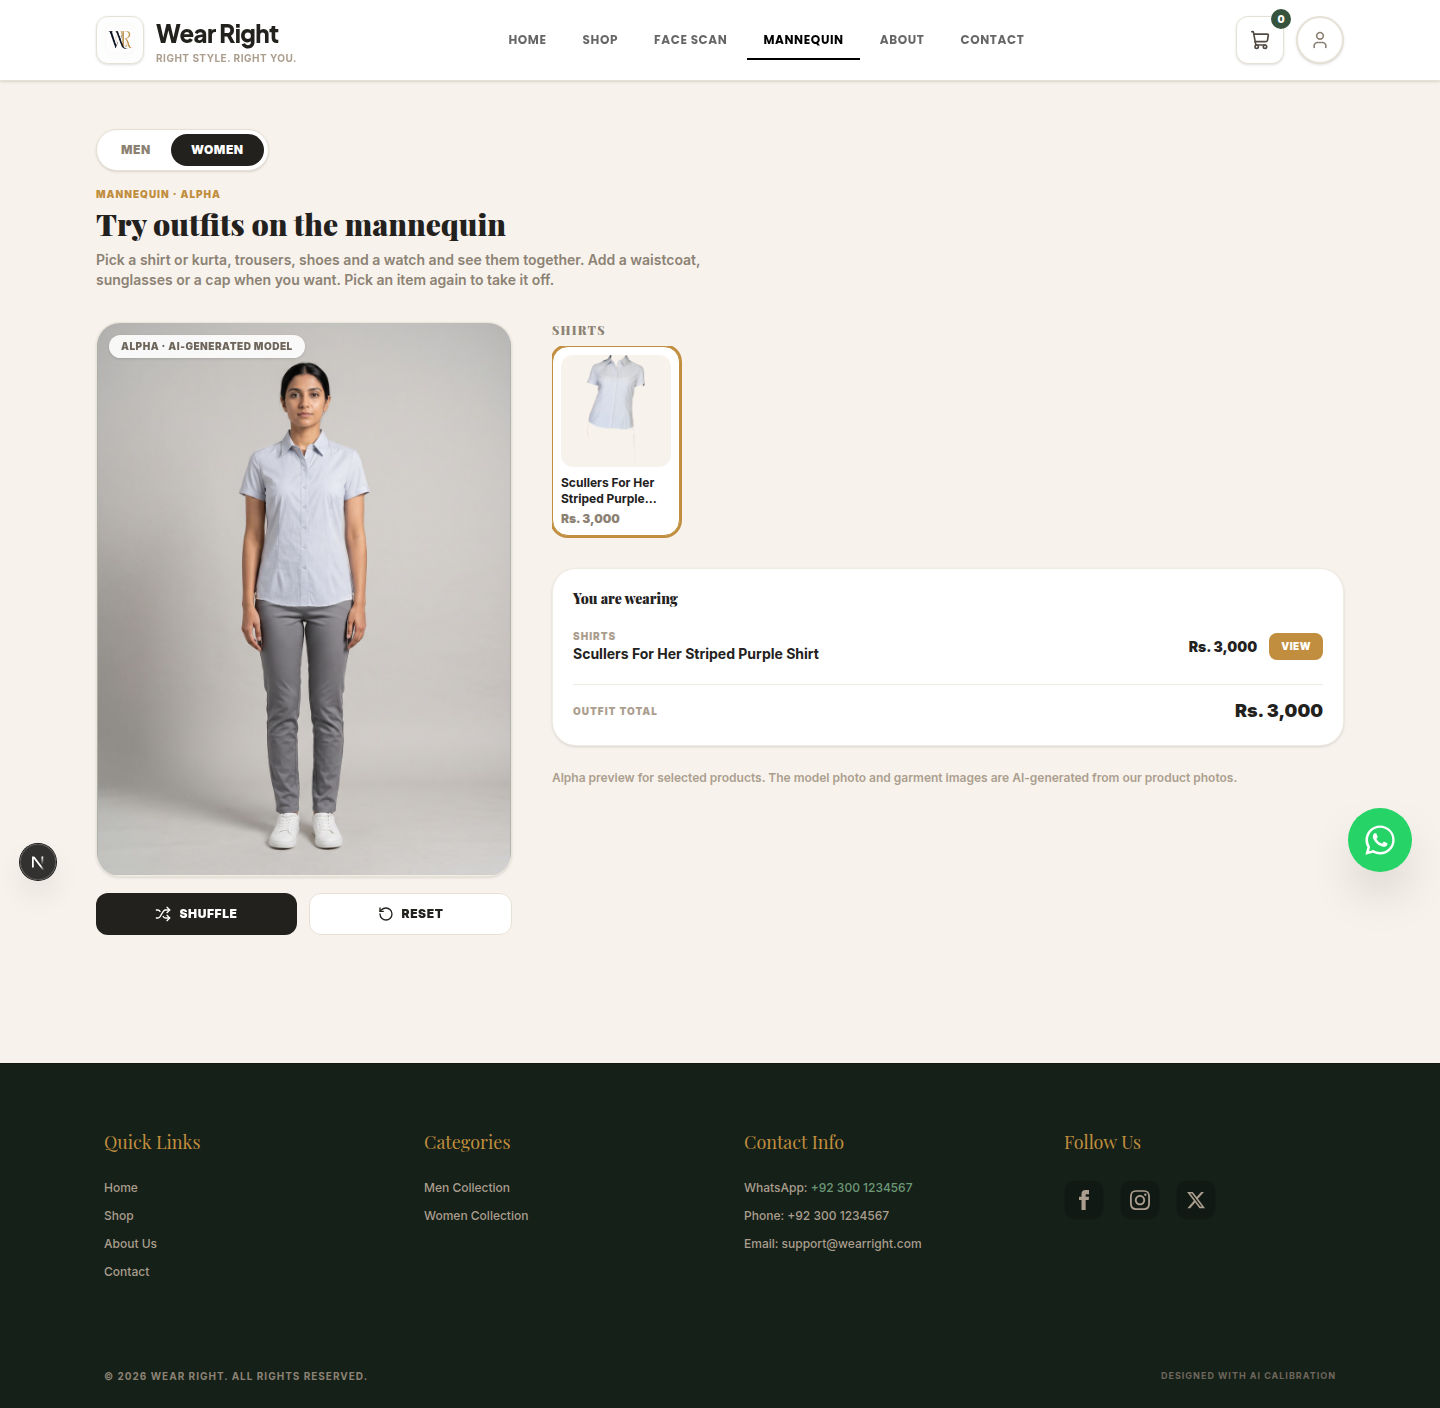 Wear Right
RIGHT STYLE. RIGHT YOU.
HOME
SHOP
FACE SCAN
MANNEQUIN
ABOUT
CONTACT
0
MEN
WOMEN
MANNEQUIN · ALPHA
Try outfits on the mannequin
Pick a shirt or kurta, trousers, shoes and a watch and see them together. Add a waistcoat,
sunglasses or a cap when you want. Pick an item again to take it off.
ALPHA · AI-GENERATED MODEL
SHUFFLE
RESET
SHIRTS
Scullers For Her
Striped Purple...
Rs. 3,000
You are wearing
SHIRTS
Scullers For Her Striped Purple Shirt
Rs. 3,000
VIEW
OUTFIT TOTAL
Rs. 3,000
Alpha preview for selected products. The model photo and garment images are AI-generated from our product photos.
N
Quick Links
Home
Shop
About Us
Contact
Categories
Men Collection
Women Collection
Contact Info
WhatsApp: +92 300 1234567
Phone: +92 300 1234567
Email: support@wearright.com
Follow Us
© 2026 WEAR RIGHT. ALL RIGHTS RESERVED.
DESIGNED WITH AI CALIBRATION